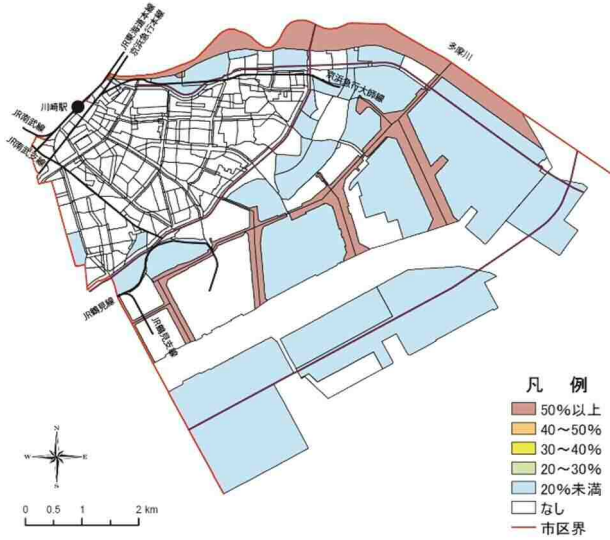 JR東海道本線
京浜急行本線
多摩川
京浜急行大師線
川崎駅
JR南武線
JR南武支線
JR鶴見線
JR鶴見支線
凡 例
50%以上
40~50%
30~40%
20~30%
20%未満
なし
市区界
N
W E
S
0 0.5 1 2 km